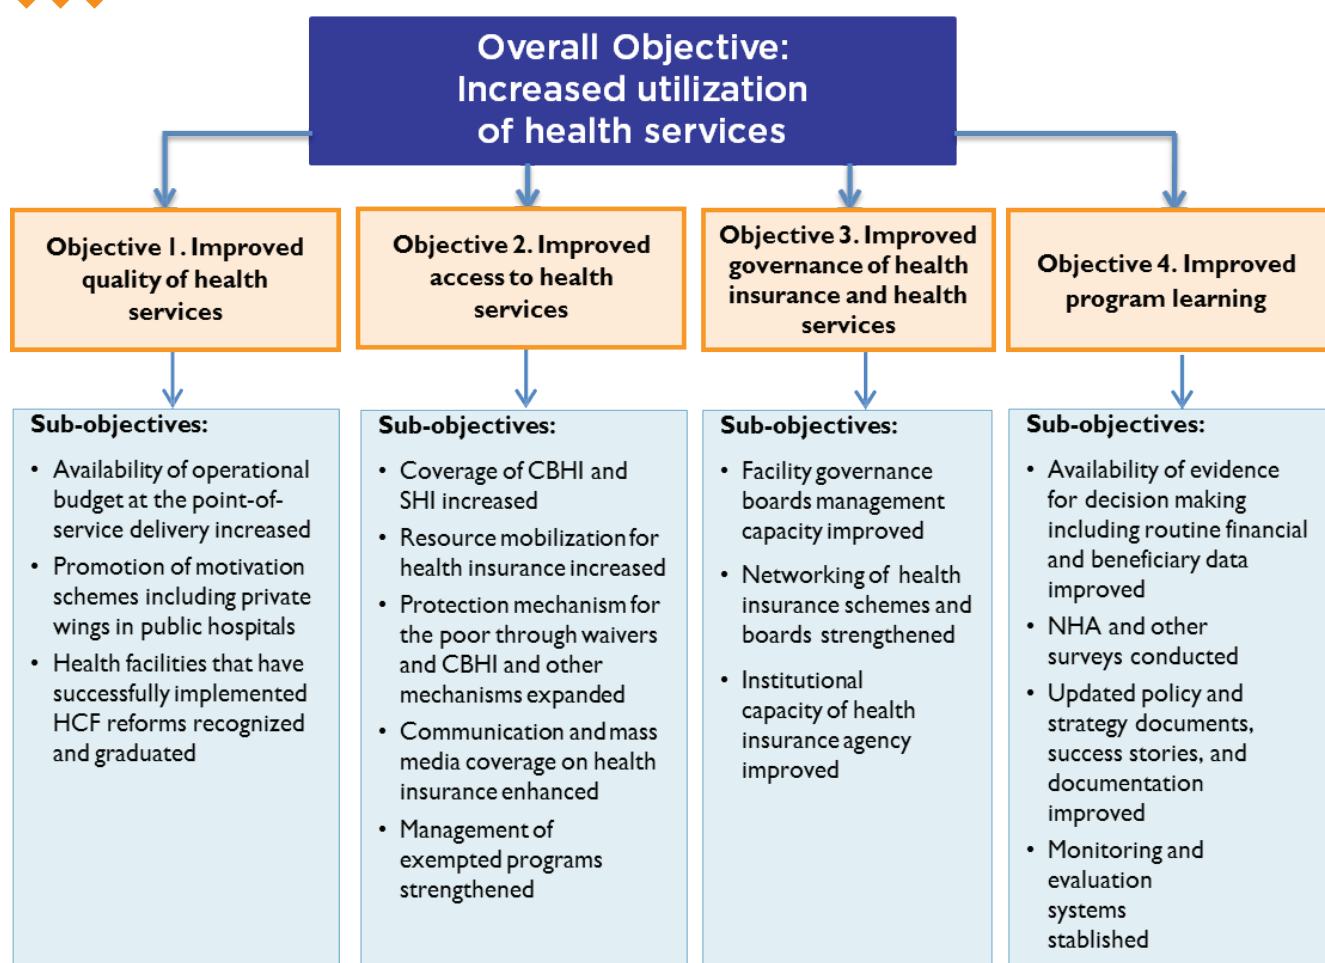 Overall Objective:
Increased utilization
of health services
Objective 1. Improved
quality of health
services
Objective 2. Improved
access to health
services
Objective 3. Improved
governance of health
insurance and health
services
Objective 4. Improved
program learning
Sub-objectives:
• Availability of operational
budget at the point-of-
service delivery increased
• Promotion of motivation
schemes including private
wings in public hospitals
• Health facilities that have
successfully implemented
HCF reforms recognized
and graduated
Sub-objectives:
• Coverage of CBHI and
SHI increased
• Resource mobilization for
health insurance increased
• Protection mechanism for
the poor through waivers
and CBHI and other
mechanisms expanded
• Communication and mass
media coverage on health
insurance enhanced
• Management of
exempted programs
strengthened
Sub-objectives:
• Facility governance
boards management
capacity improved
• Networking of health
insurance schemes and
boards strengthened
• Institutional
capacity of health
insurance agency
improved
Sub-objectives:
• Availability of evidence
for decision making
including routine financial
and beneficiary data
improved
• NHA and other
surveys conducted
• Updated policy and
strategy documents,
success stories, and
documentation
improved
• Monitoring and
evaluation
systems
stablished